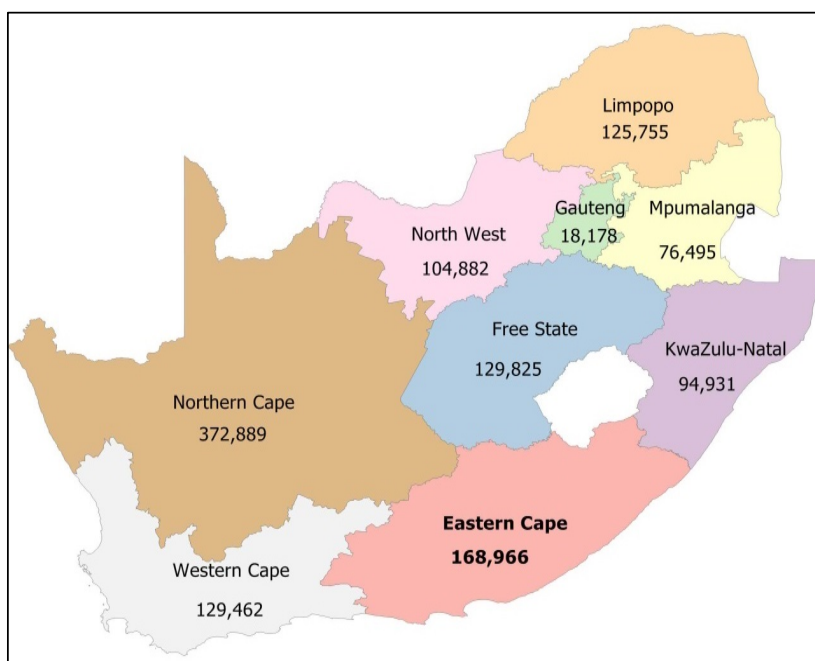 Limpopo
125,755
Gauteng
18,178
Mpumalanga
76,495
North West
104,882
Free State
129,825
KwaZulu-Natal
94,931
Northern Cape
372,889
Eastern Cape
168,966
Western Cape
129,462